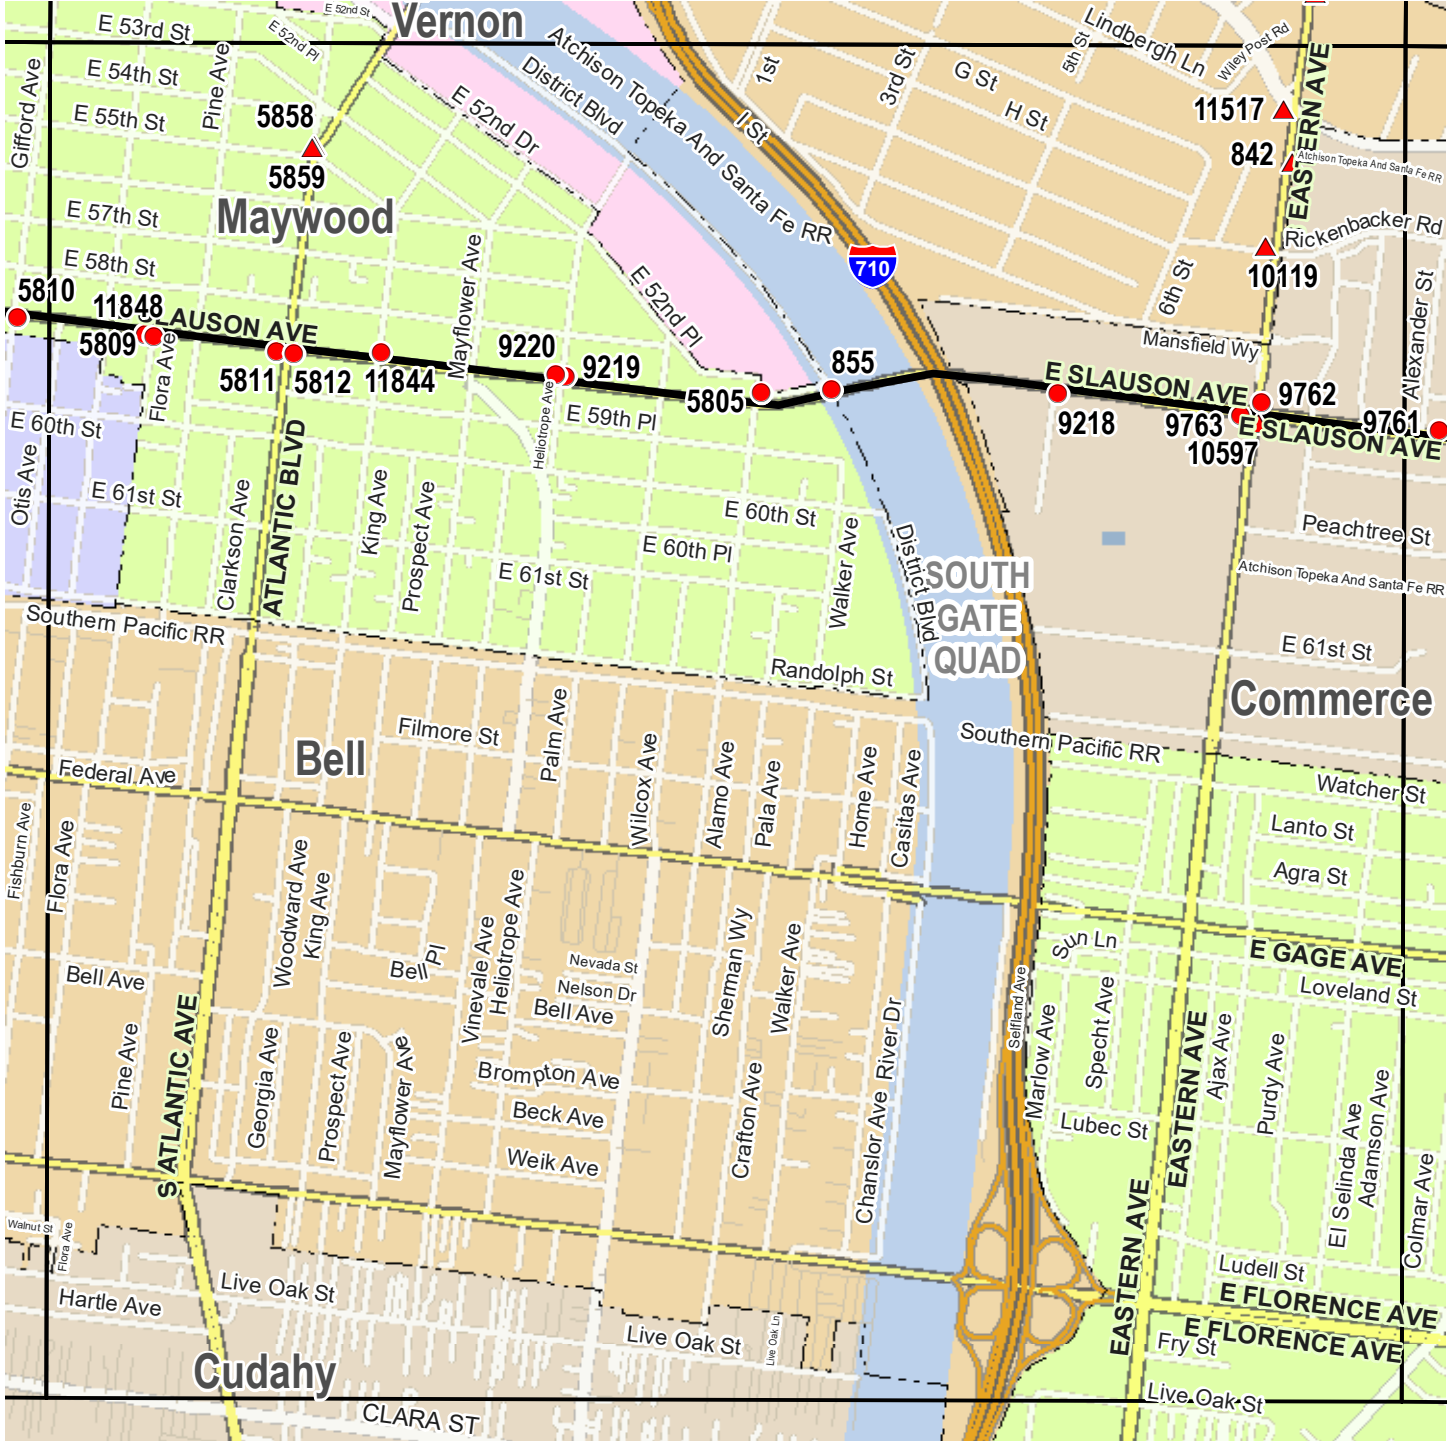 Vernon
E 52nd St
E 53rd St
E 52nd Pl
E 54th St
E 55th St
Gifford Ave
Pine Ave
5858
5859
E 52nd Dr
District Blvd
Atchison Topeka And Santa Fe RR
1st
I St
3rd St
G St
H St
5th St
Lindbergh Ln
Wiley Post Rd
11517
842
EASTERN AVE
Atchison Topeka And Santa Fe RR
Rickenbacker Rd
10119
6th St
Mansfield Wy
Alexander St
710
Maywood
E 57th St
E 58th St
5810
11848
5809
SLAUSON AVE
Flora Ave
5811
5812
11844
Mayflower Ave
9220
9219
Heliotrope Ave
E 59th Pl
E 52nd Pl
5805
855
E SLAUSON AVE
9218
9762
9763
10597
9761
E SLAUSON AVE
E 60th St
Otis Ave
E 61st St
Clarkson Ave
ATLANTIC BLVD
King Ave
Prospect Ave
E 61st St
E 60th St
E 60th Pl
Walker Ave
District Blvd
SOUTH
GATE
QUAD
Peachtree St
Atchison Topeka And Santa Fe RR
E 61st St
Commerce
Southern Pacific RR
Randolph St
Southern Pacific RR
Watcher St
Lanto St
Agra St
Bell
Filmore St
Palm Ave
Federal Ave
Wilcox Ave
Alamo Ave
Pala Ave
Home Ave
Casitas Ave
Fishburn Ave
Flora Ave
Woodward Ave
King Ave
Bell Pl
Vinevale Ave
Heliotrope Ave
Nevada St
Nelson Dr
Bell Ave
Bell Ave
Sherman Wy
Walker Ave
Sun Ln
E GAGE AVE
Loveland St
Selfland Ave
Marlow Ave
Specht Ave
EASTERN AVE
Ajax Ave
Purdy Ave
S ATLANTIC AVE
Pine Ave
Georgia Ave
Prospect Ave
Mayflower Ave
Brompton Ave
Beck Ave
Weik Ave
Crafton Ave
Chanslor Ave
River Dr
Lubec St
El Selinda Ave
Adamson Ave
Colmar Ave
EASTERN AVE
Walnut St
Flora Ave
Hartle Ave
Live Oak St
Live Oak St
Live Oak Ln
Ludell St
E FLORENCE AVE
E FLORENCE AVE
Fry St
Live Oak St
Cudahy
CLARA ST